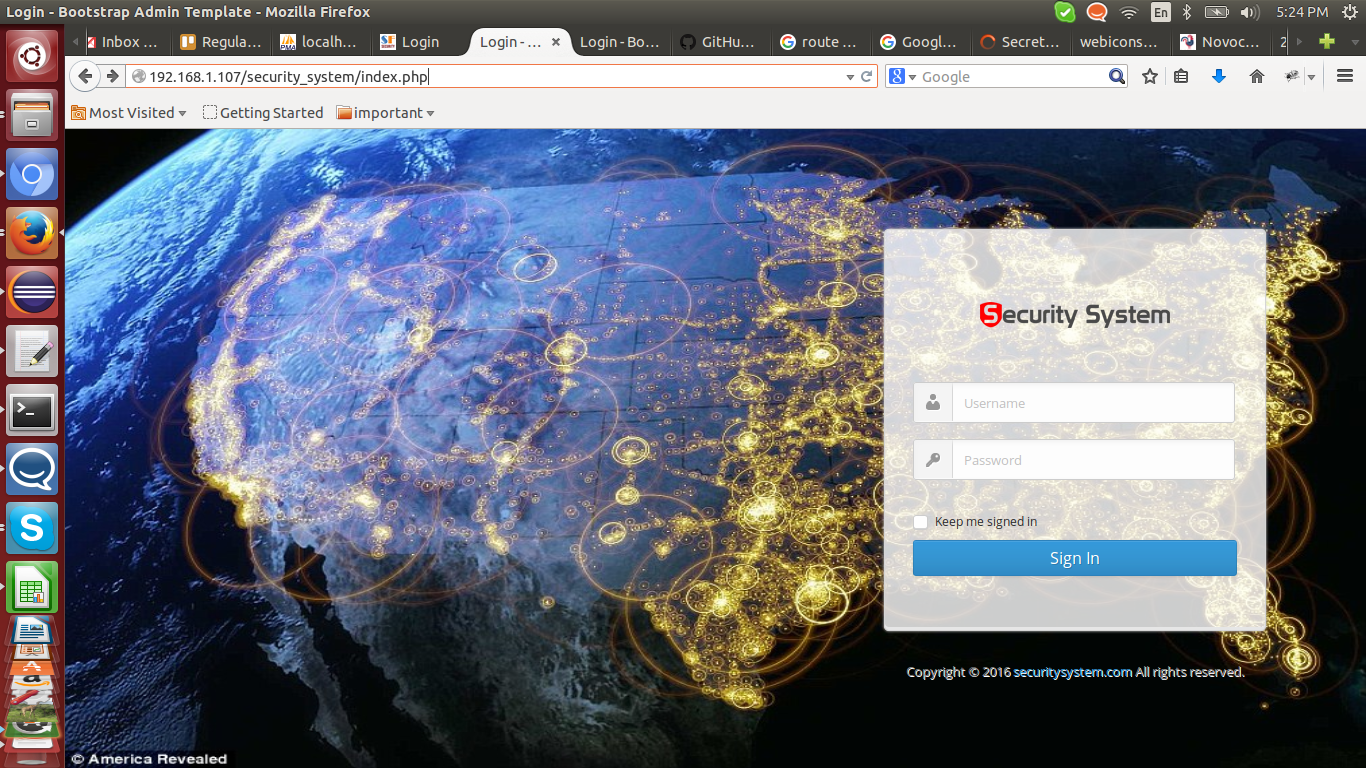 Login - Bootstrap Admin Template - Mozilla Firefox
En
5:24 PM
Inbox ...
Regula...
localh...
Login
Login - ...
Login - Bo...
GitHu...
route ...
Googl...
Secret...
webicons...
Novoc...
2
192.168.1.107/security_system/index.php
Google
Most Visited
Getting Started
important
Security System
Username
Password
Keep me signed in
Sign In
Copyright © 2016 securitysystem.com All rights reserved.
© America Revealed